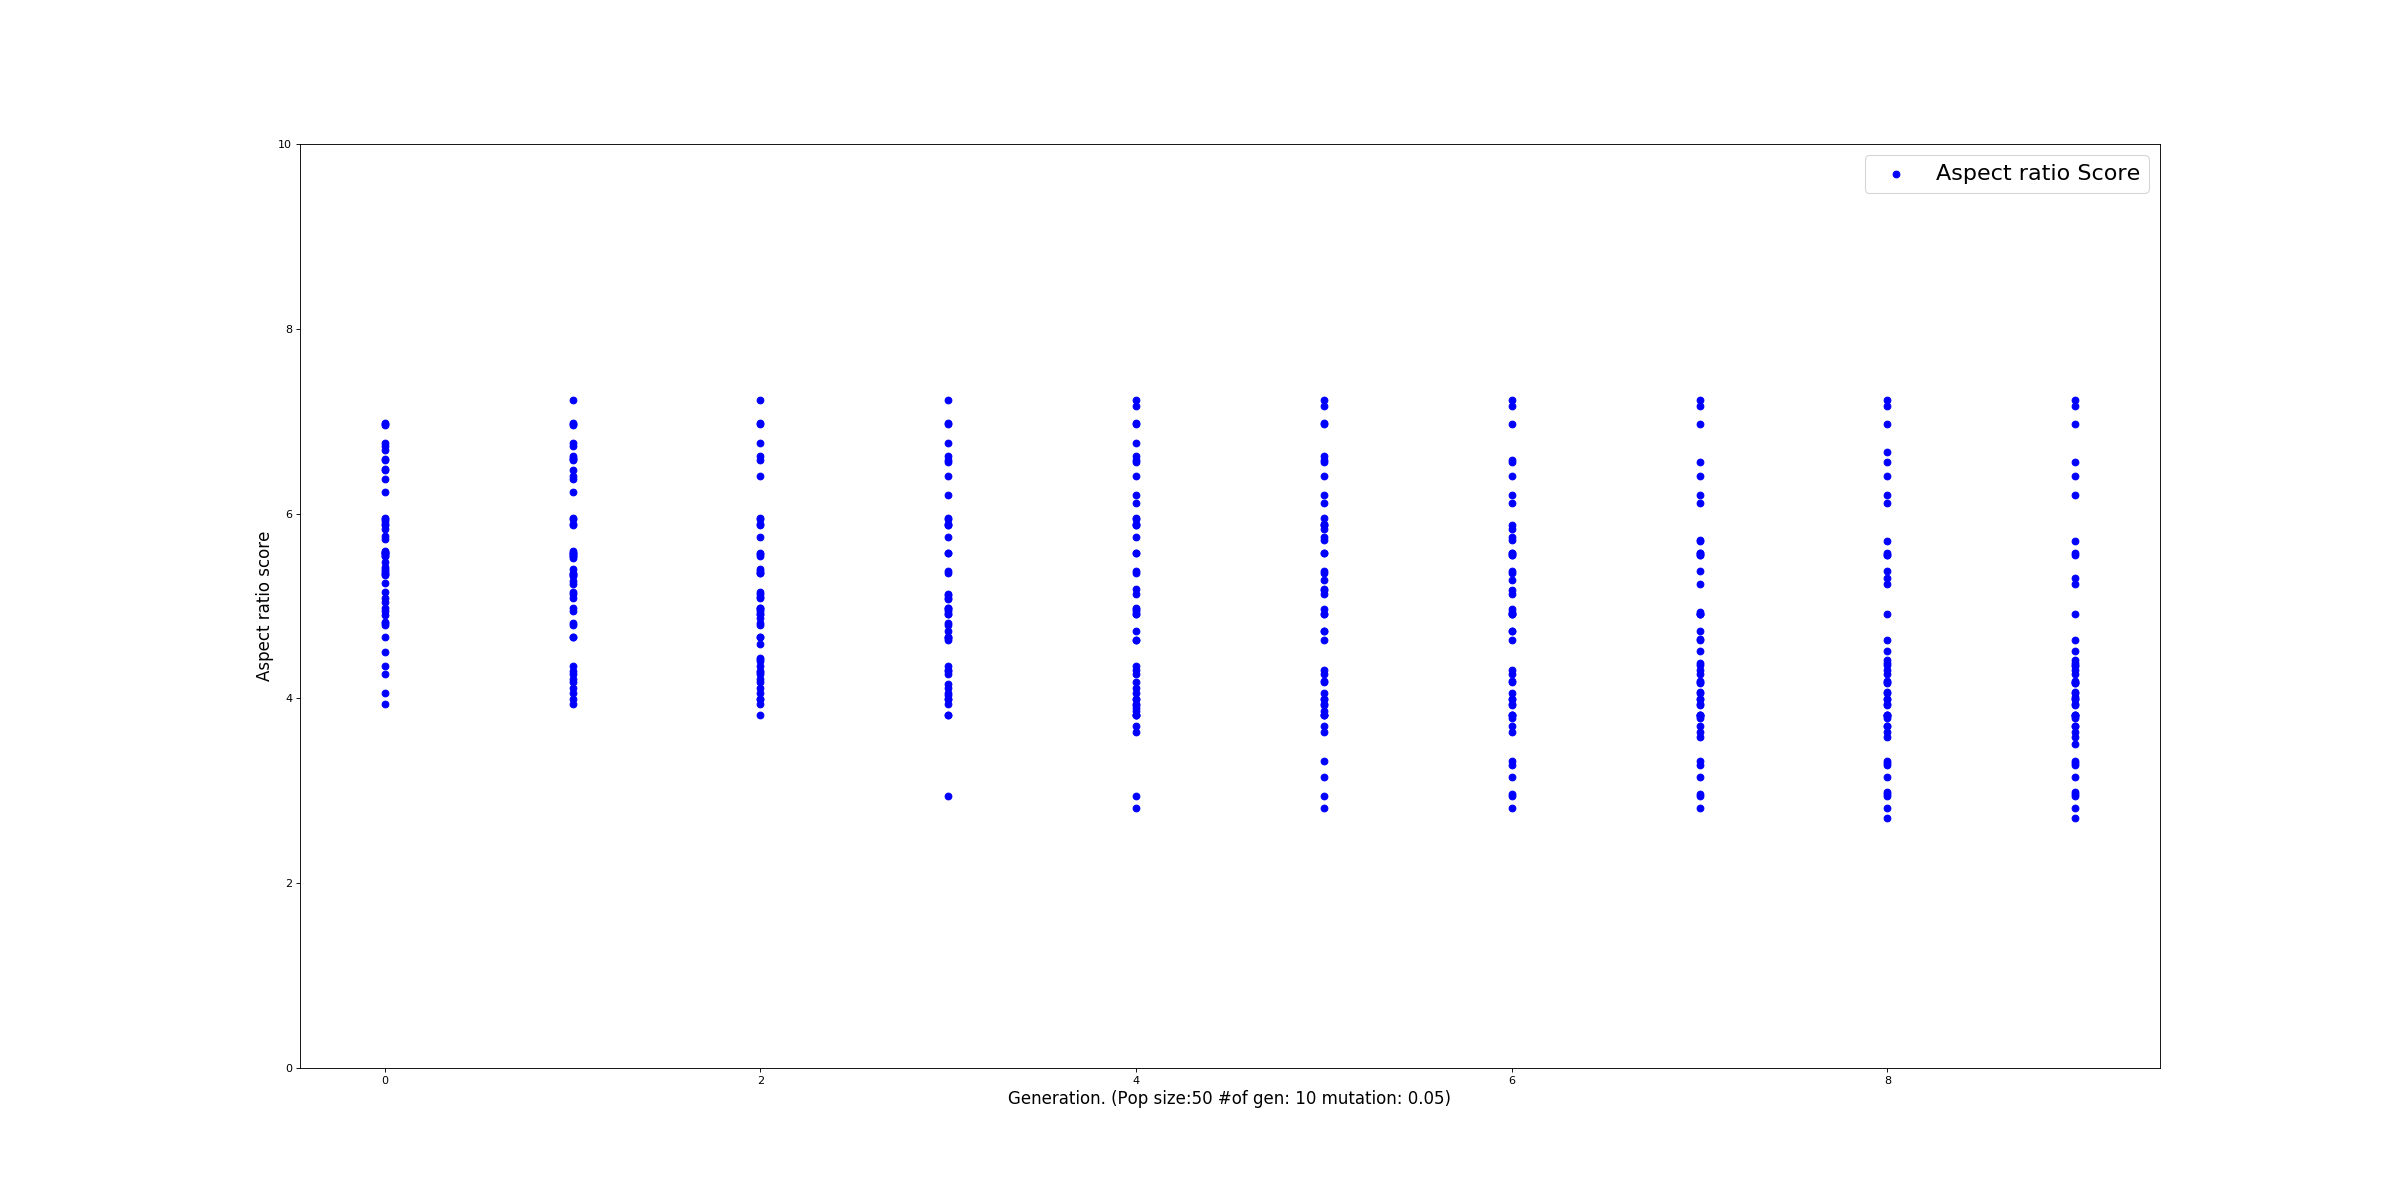 10
Aspect ratio Score
8
6
4
2
0
Aspect ratio score
0 2 4 6 8
Generation. (Pop size:50 #of gen: 10 mutation: 0.05)